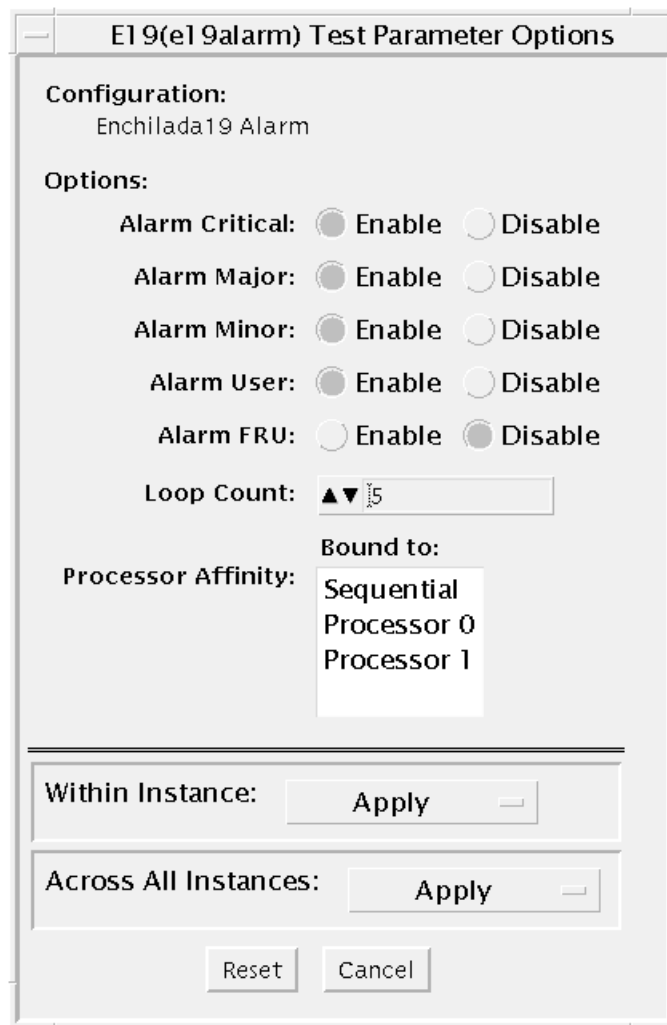 E19(e19alarm) Test Parameter Options
Configuration:
Enchilada19 Alarm
Options:
Alarm Critical: Enable Disable
Alarm Major: Enable Disable
Alarm Minor: Enable Disable
Alarm User: Enable Disable
Alarm FRU: Enable Disable
Loop Count: ▲▼ 5
Bound to:
Processor Affinity:
Sequential
Processor 0
Processor 1
Within Instance: Apply
Across All Instances: Apply
Reset Cancel